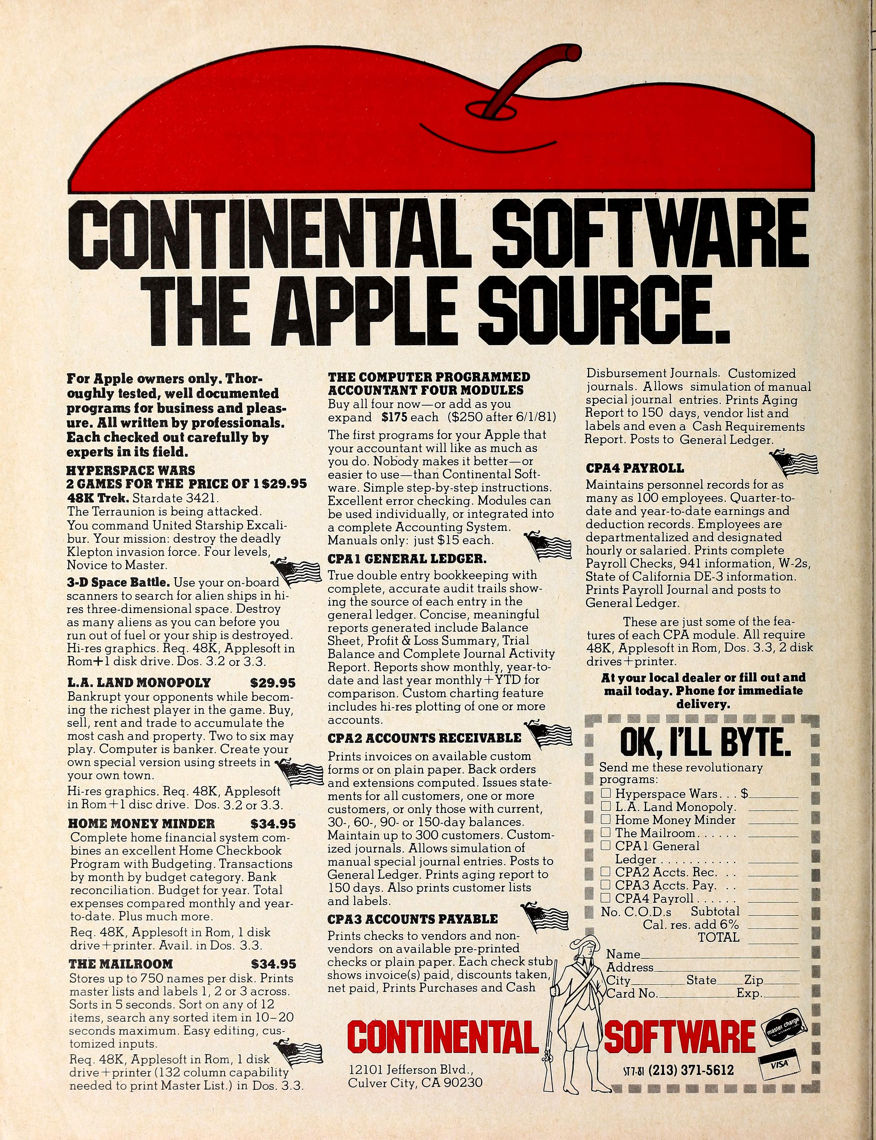 CONTINENTAL SOFTWARE
THE APPLE SOURCE.
For Apple owners only. Thor-
oughly tested, well documented
programs for business and pleas-
ure. All written by professionals.
Each checked out carefully by
experts in its field.
HYPERSPACE WARS
2 GAMES FOR THE PRICE OF 1 $29.95
48K Trek. Stardate 3421.
The Terraunion is being attacked.
You command United Starship Excali-
bur. Your mission: destroy the deadly
Klepton invasion force. Four levels,
Novice to Master.
3-D Space Battle. Use your on-board
scanners to search for alien ships in hi-
res three-dimensional space. Destroy
as many aliens as you can before you
run out of fuel or your ship is destroyed.
Hi-res graphics. Req. 48K, Applesoft in
Rom+1 disk drive. Dos. 3.2 or 3.3.
L.A. LAND MONOPOLY $29.95
Bankrupt your opponents while becom-
ing the richest player in the game. Buy,
sell, rent and trade to accumulate the
most cash and property. Two to six may
play. Computer is banker. Create your
own special version using streets in
your own town.
Hi-res graphics. Req. 48K, Applesoft
in Rom+1 disc drive. Dos. 3.2 or 3.3.
HOME MONEY MINDER $34.95
Complete home financial system com-
bines an excellent Home Checkbook
Program with Budgeting. Transactions
by month by budget category. Bank
reconciliation. Budget for year. Total
expenses compared monthly and year-
to-date. Plus much more.
Req. 48K, Applesoft in Rom, 1 disk
drive+printer. Avail. in Dos. 3.3.
THE MAILROOM $34.95
Stores up to 750 names per disk. Prints
master lists and labels 1, 2 or 3 across.
Sorts in 5 seconds. Sort on any of 12
items, search any sorted item in 10-20
seconds maximum. Easy editing, cus-
tomized inputs.
Req. 48K, Applesoft in Rom, 1 disk
drive+printer (132 column capability
needed to print Master List.) in Dos. 3.3.
THE COMPUTER PROGRAMMED
ACCOUNTANT FOUR MODULES
Buy all four now—or add as you
expand $175 each ($250 after 6/1/81)
The first programs for your Apple that
your accountant will like as much as
you do. Nobody makes it better—or
easier to use—than Continental Soft-
ware. Simple step-by-step instructions.
Excellent error checking. Modules can
be used individually, or integrated into
a complete Accounting System.
Manuals only: just $15 each.
CPA1 GENERAL LEDGER.
True double entry bookkeeping with
complete, accurate audit trails show-
ing the source of each entry in the
general ledger. Concise, meaningful
reports generated include Balance
Sheet, Profit & Loss Summary, Trial
Balance and Complete Journal Activity
Report. Reports show monthly, year-to-
date and last year monthly+YTD for
comparison. Custom charting feature
includes hi-res plotting of one or more
accounts.
CPA2 ACCOUNTS RECEIVABLE
Prints invoices on available custom
forms or on plain paper. Back orders
and extensions computed. Issues state-
ments for all customers, one or more
customers, or only those with current,
30-, 60-, 90- or 150-day balances.
Maintain up to 300 customers. Custom-
ized journals. Allows simulation of
manual special journal entries. Posts to
General Ledger. Prints aging report to
150 days. Also prints customer lists
and labels.
CPA3 ACCOUNTS PAYABLE
Prints checks to vendors and non-
vendors on available pre-printed
checks or plain paper. Each check stub
shows invoice(s) paid, discounts taken,
net paid, Prints Purchases and Cash
Disbursement Journals. Customized
journals. Allows simulation of manual
special journal entries. Prints Aging
Report to 150 days, vendor list and
labels and even a Cash Requirements
Report. Posts to General Ledger.
CPA4 PAYROLL
Maintains personnel records for as
many as 100 employees. Quarter-to-
date and year-to-date earnings and
deduction records. Employees are
departmentalized and designated
hourly or salaried. Prints complete
Payroll Checks, 941 information, W-2s,
State of California DE-3 information.
Prints Payroll Journal and posts to
General Ledger.
These are just some of the fea-
tures of each CPA module. All require
48K, Applesoft in Rom, Dos. 3.3, 2 disk
drives+printer.
At your local dealer or fill out and
mail today. Phone for immediate
delivery.
OK, I'LL BYTE.
Send me these revolutionary
programs:
Hyperspace Wars... $
L.A. Land Monopoly.
Home Money Minder
The Mailroom......
CPA1 General
Ledger...........
CPA2 Accts. Rec...
CPA3 Accts. Pay...
CPA4 Payroll......
No. C.O.D.s Subtotal
Cal. res. add 6%
TOTAL
Name
Address
City State Zip
Card No. Exp.
CONTINENTAL SOFTWARE
12101 Jefferson Blvd.,
Culver City, CA 90230
ST7-81 (213) 371-5612
master charge
VISA